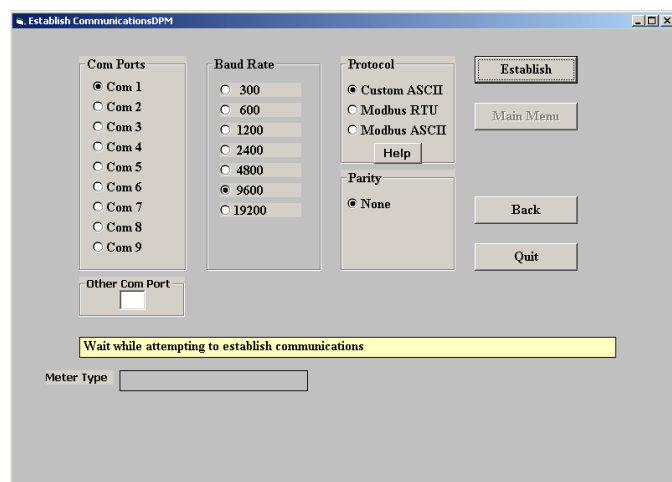 Establish CommunicationsDPM
Com Ports
Com 1
Com 2
Com 3
Com 4
Com 5
Com 6
Com 7
Com 8
Com 9
Other Com Port
Baud Rate
300
600
1200
2400
4800
9600
19200
Protocol
Custom ASCII
Modbus RTU
Modbus ASCII
Help
Parity
None
Establish
Main Menu
Back
Quit
Wait while attempting to establish communications
Meter Type